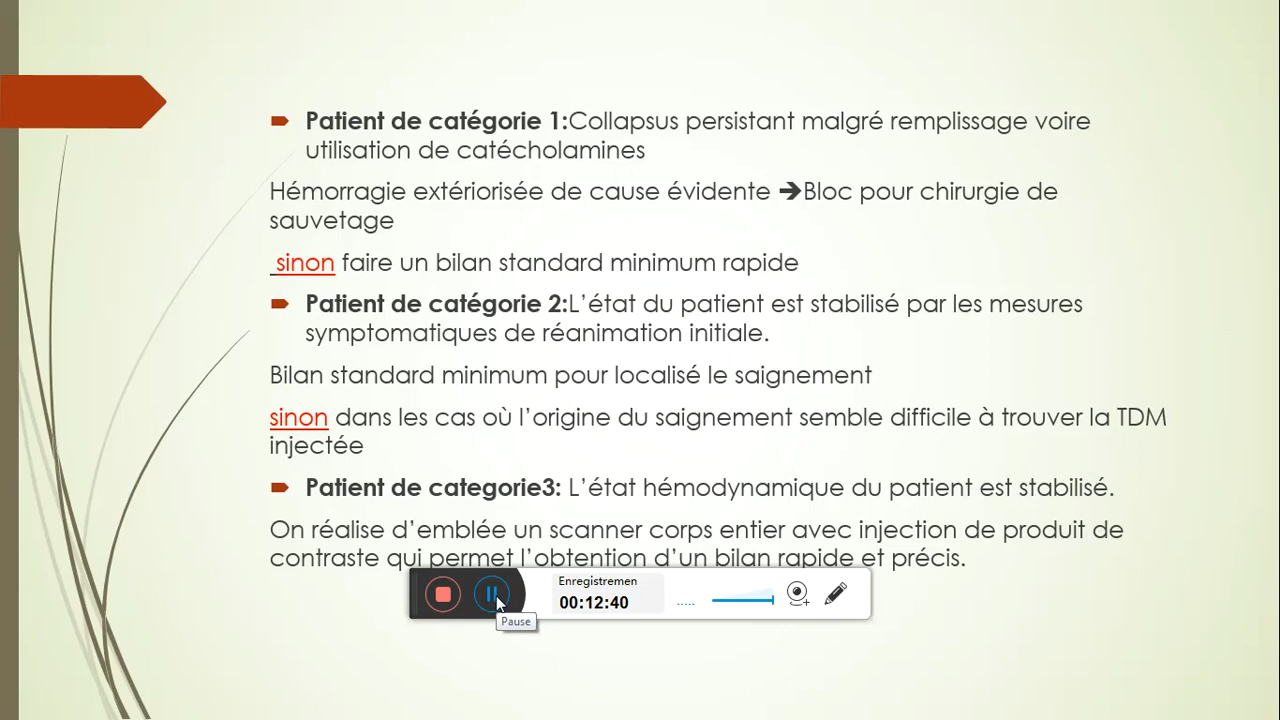 Patient de catégorie 1:Collapsus persistant malgré remplissage voire
utilisation de catécholamines
Hémorragie extériorisée de cause évidente ➔Bloc pour chirurgie de
sauvetage
sinon faire un bilan standard minimum rapide
Patient de catégorie 2:L’état du patient est stabilisé par les mesures
symptomatiques de réanimation initiale.
Bilan standard minimum pour localisé le saignement
sinon dans les cas où l’origine du saignement semble difficile à trouver la TDM
injectée
Patient de categorie3: L’état hémodynamique du patient est stabilisé.
On réalise d’emblée un scanner corps entier avec injection de produit de
contraste qui permet l’obtention d’un bilan rapide et précis.
Enregistremen
00:12:40
Pause